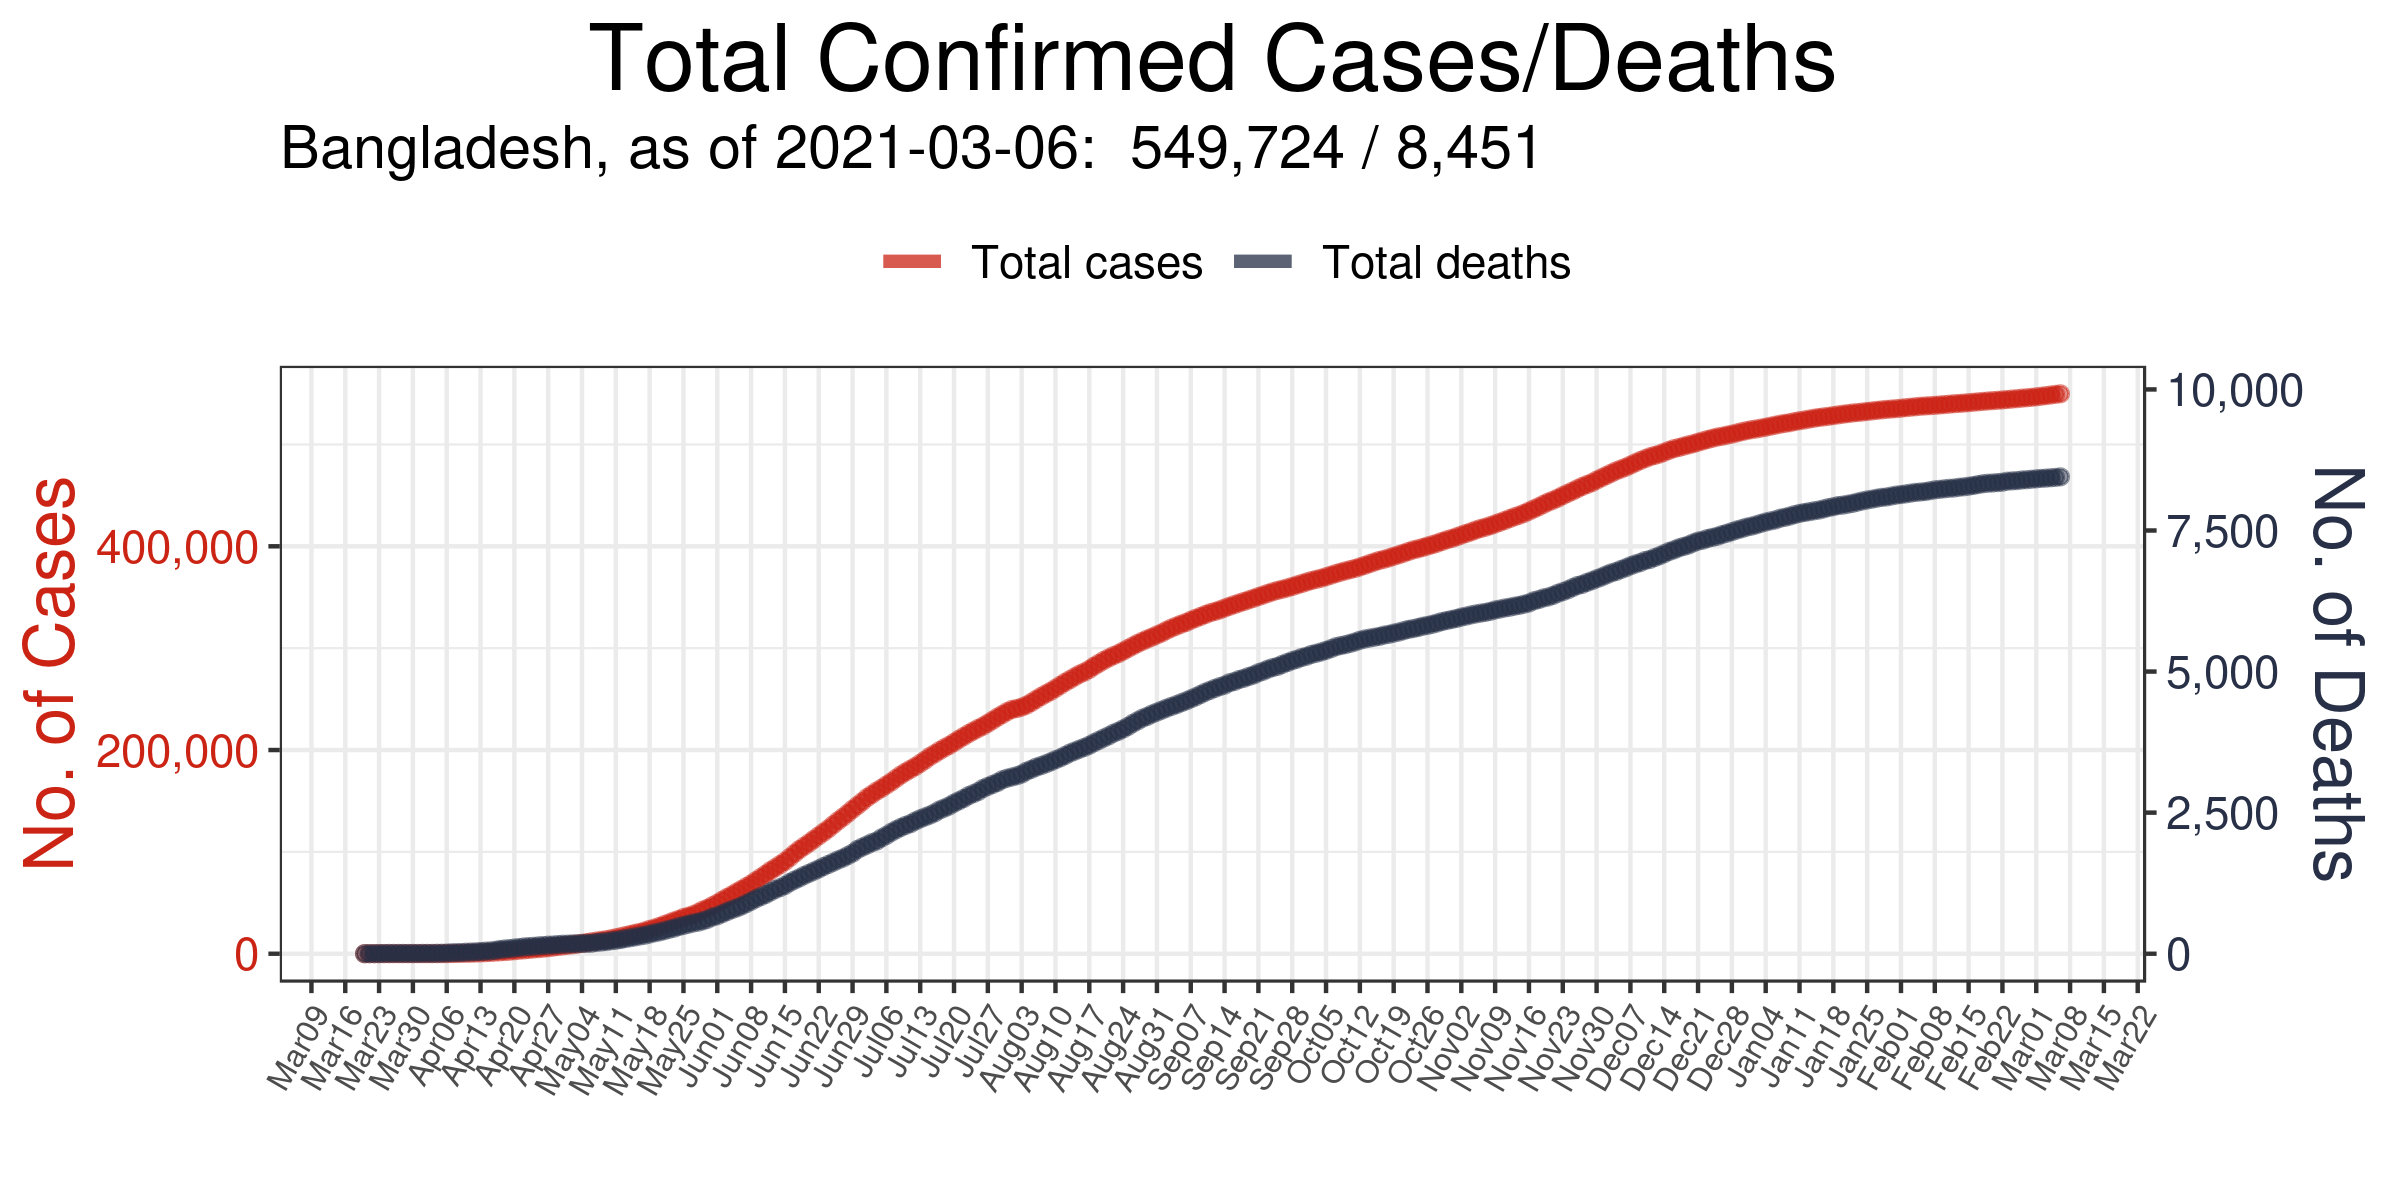 Total Confirmed Cases/Deaths
Bangladesh, as of 2021-03-06:  549,724 / 8,451
Total cases
Total deaths
No. of Cases
400,000
200,000
0
10,000
7,500
5,000
2,500
0
No. of Deaths
Mar09
Mar16
Mar23
Mar30
Apr06
Apr13
Apr20
Apr27
May04
May11
May18
May25
Jun01
Jun08
Jun15
Jun22
Jun29
Jul06
Jul13
Jul20
Jul27
Aug03
Aug10
Aug17
Aug24
Aug31
Sep07
Sep14
Sep21
Sep28
Oct05
Oct12
Oct19
Oct26
Nov02
Nov09
Nov16
Nov23
Nov30
Dec07
Dec14
Dec21
Dec28
Jan04
Jan11
Jan18
Jan25
Feb01
Feb08
Feb15
Feb22
Mar01
Mar08
Mar15
Mar22